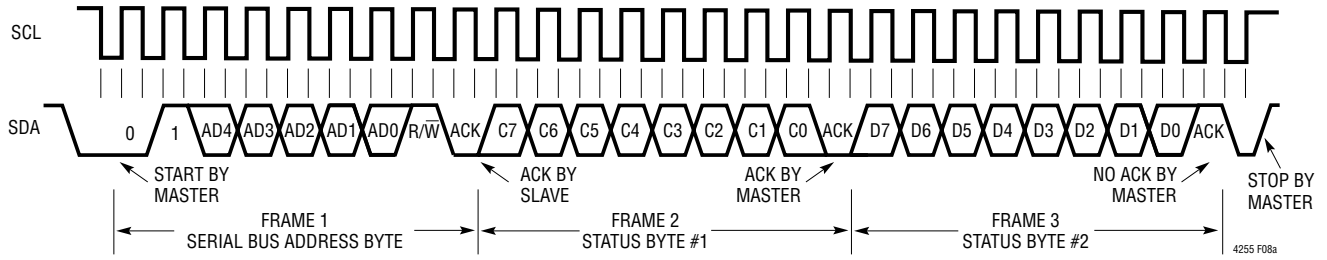 SCL
SDA
0 1 AD4 AD3 AD2 AD1 AD0 R/W̅ ACK C7 C6 C5 C4 C3 C2 C1 C0 ACK D7 D6 D5 D4 D3 D2 D1 D0 ACK
START BY
MASTER
ACK BY
SLAVE
ACK BY
MASTER
NO ACK BY
MASTER
STOP BY
MASTER
FRAME 1
SERIAL BUS ADDRESS BYTE
FRAME 2
STATUS BYTE #1
FRAME 3
STATUS BYTE #2
4255 F08a